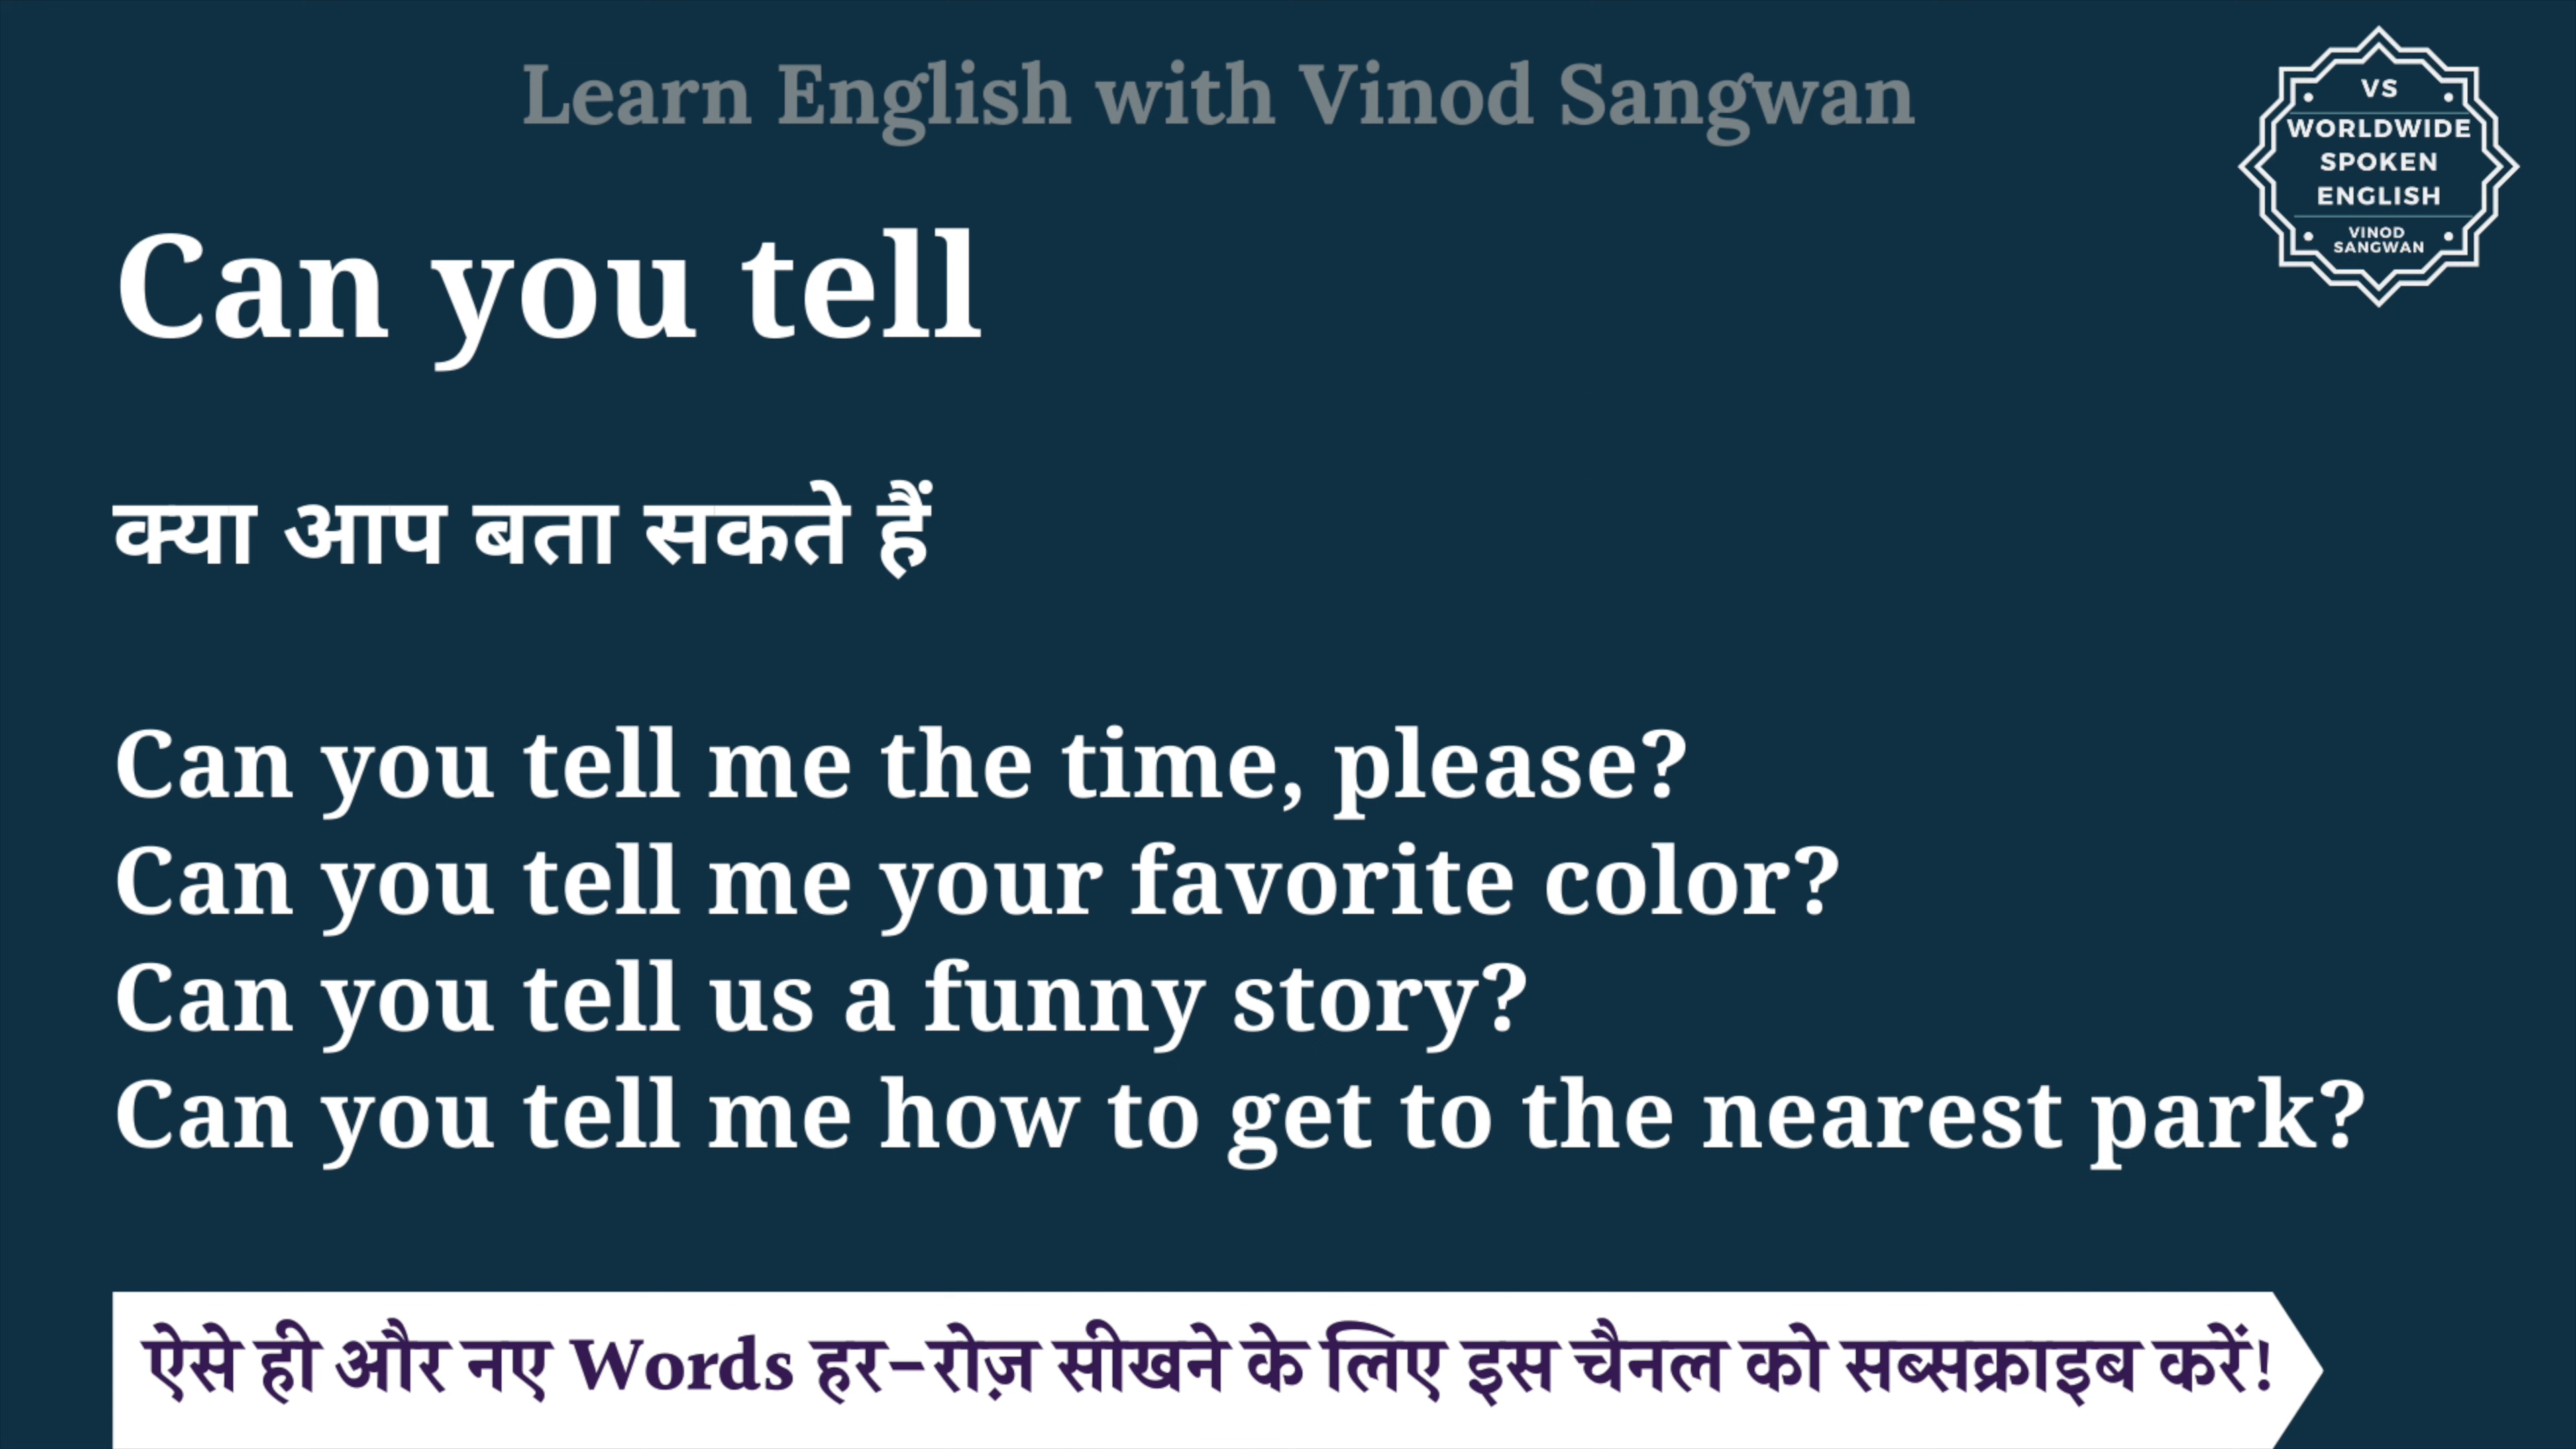 Learn English with Vinod Sangwan
VS
WORLDWIDE
SPOKEN
ENGLISH
VINOD
SANGWAN
Can you tell
क्या आप बता सकते हैं
Can you tell me the time, please?
Can you tell me your favorite color?
Can you tell us a funny story?
Can you tell me how to get to the nearest park?
ऐसे ही और नए Words हर-रोज़ सीखने के लिए इस चैनल को सब्सक्राइब करें!